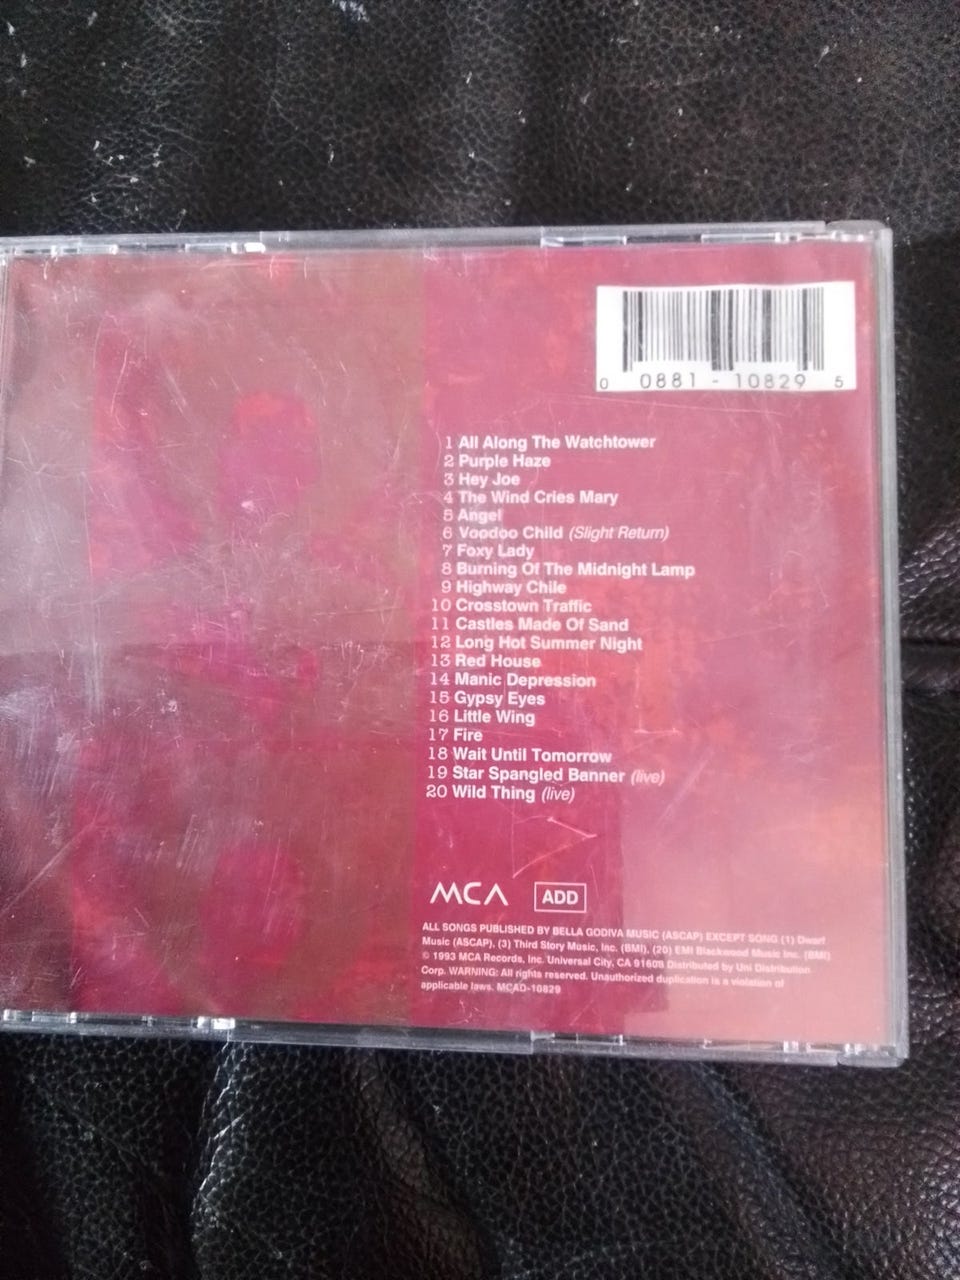 0 0881 - 10829 5
1 All Along The Watchtower
2 Purple Haze
3 Hey Joe
4 The Wind Cries Mary
5 Angel
6 Voodoo Child (Slight Return)
7 Foxy Lady
8 Burning Of The Midnight Lamp
9 Highway Chile
10 Crosstown Traffic
11 Castles Made Of Sand
12 Long Hot Summer Night
13 Red House
14 Manic Depression
15 Gypsy Eyes
16 Little Wing
17 Fire
18 Wait Until Tomorrow
19 Star Spangled Banner (live)
20 Wild Thing (live)
MCA ADD
ALL SONGS PUBLISHED BY BELLA GODIVA MUSIC (ASCAP) EXCEPT SONG (1) Dwarf
Music (ASCAP), (3) Third Story Music, Inc. (BMI), (20) EMI Blackwood Music Inc. (BMI)
© 1993 MCA Records, Inc. Universal City, CA 91608 Distributed by Uni Distribution
Corp. WARNING: All rights reserved. Unauthorized duplication is a violation of
applicable laws. MCAD-10829